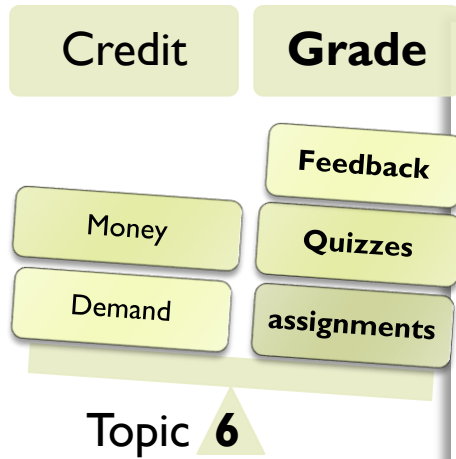 Credit
Grade
Feedback
Money
Quizzes
Demand
assignments
Topic 6